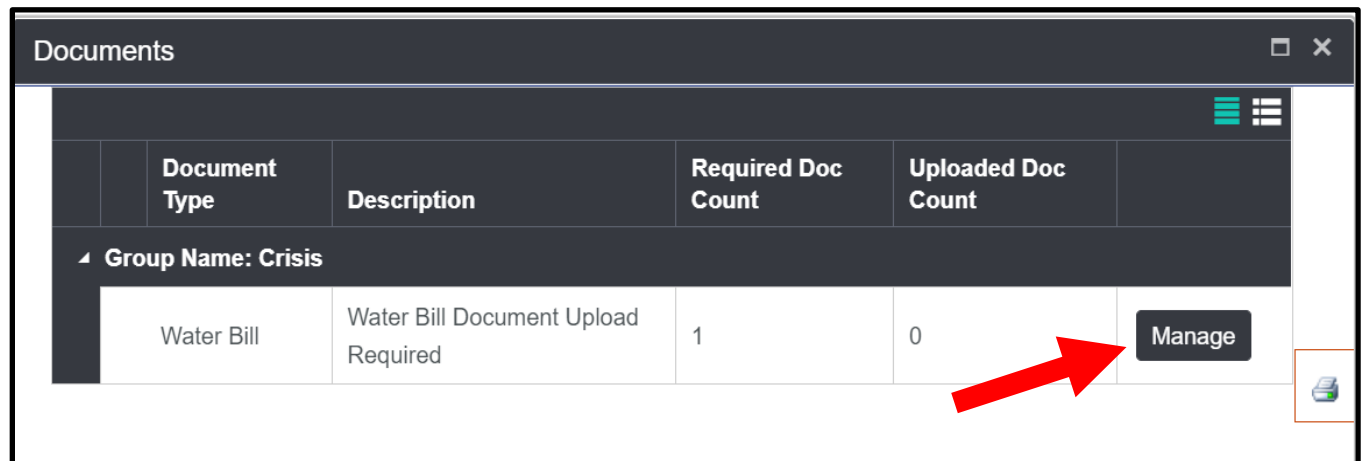 Documents
Document Type
Description
Required Doc Count
Uploaded Doc Count
Group Name: Crisis
Water Bill
Water Bill Document Upload
Required
1
0
Manage